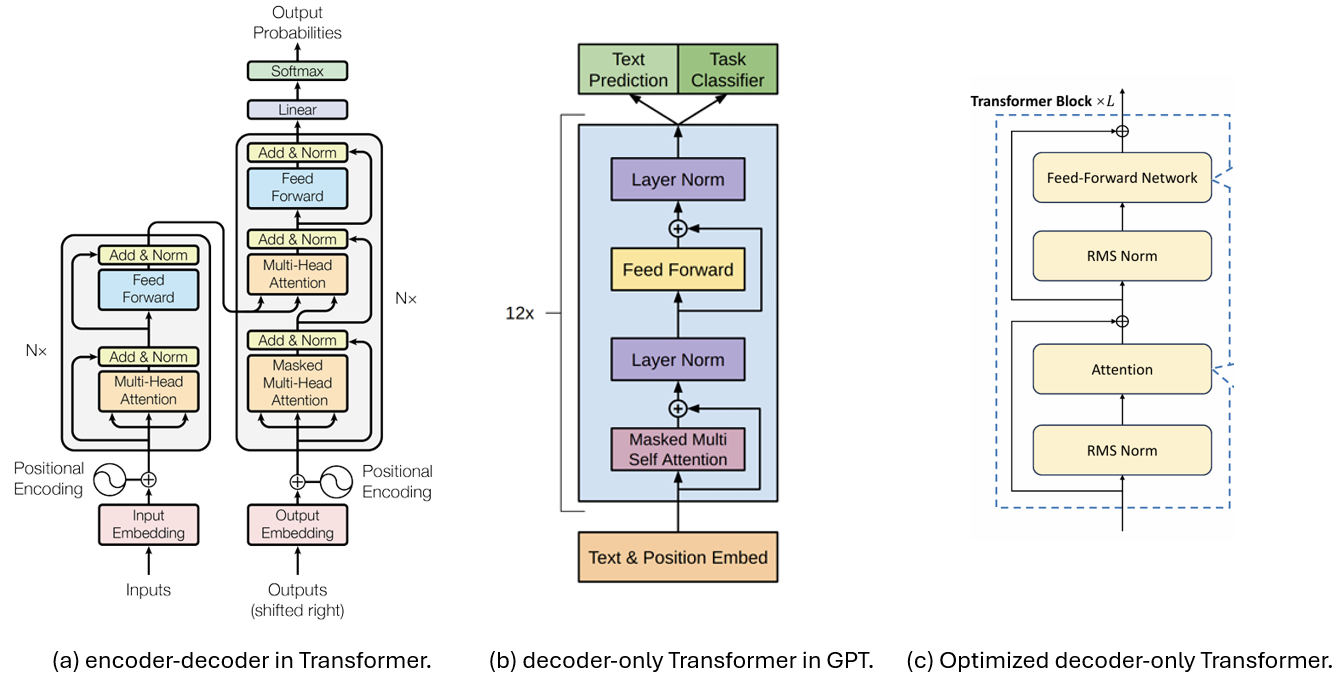 Output
Probabilities
Softmax
Linear
Add & Norm
Feed
Forward
Add & Norm
Multi-Head
Attention
Add & Norm
Masked
Multi-Head
Attention
N×
Add & Norm
Feed
Forward
Add & Norm
Multi-Head
Attention
N×
Positional
Encoding
Positional
Encoding
Input
Embedding
Output
Embedding
Inputs
Outputs
(shifted right)
(a) encoder-decoder in Transformer.
Text
Prediction
Task
Classifier
Layer Norm
Feed Forward
12x
Layer Norm
Masked Multi
Self Attention
Text & Position Embed
(b) decoder-only Transformer in GPT.
Transformer Block ×L
Feed-Forward Network
RMS Norm
Attention
RMS Norm
(c) Optimized decoder-only Transformer.